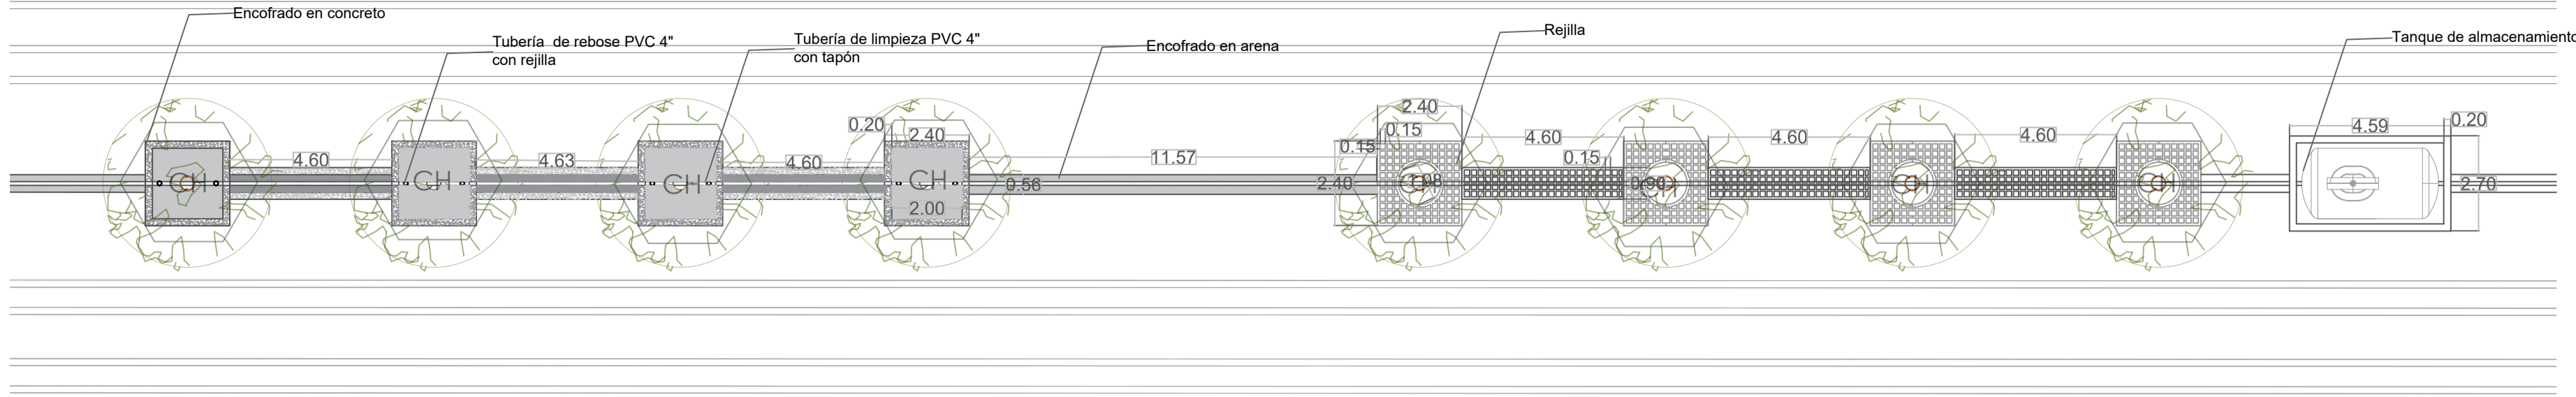 Encofrado en concreto
Tubería de rebose PVC 4"
con rejilla
Tubería de limpieza PVC 4"
con tapón
Encofrado en arena
Rejilla
Tanque de almacenamiento
CH
4.60
CH
4.63
CH
4.60
0.20
2.40
CH
2.00
0.56
11.57
2.40
0.15
0.15
2.40
4.60
0.15
4.60
CH
4.60
CH
4.59
0.20
2.70